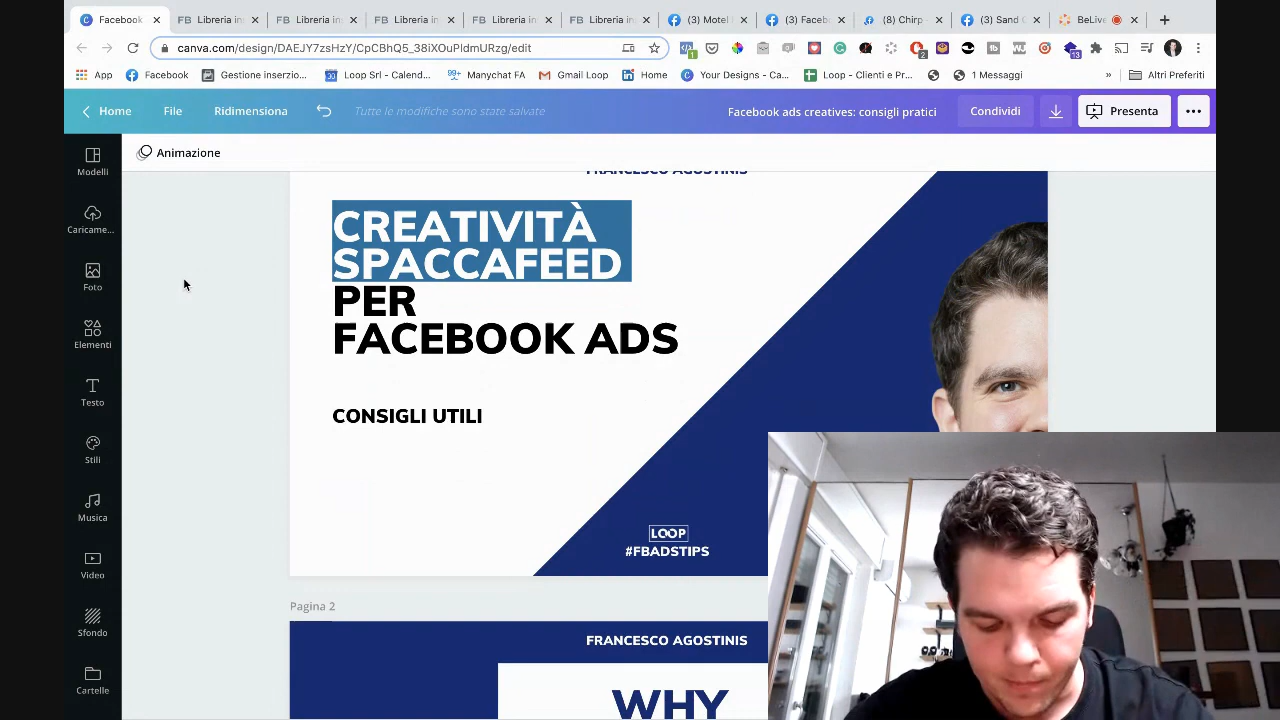 Facebook
Libreria in
Libreria in
Libreria in
Libreria in
Libreria in
(3) Motel
(3) Faceb
(8) Chirp
(3) Sand
BeLive
canva.com/design/DAEJY7zsHzY/CpCBhQ5_38iXOuPIdmURzg/edit
App
Facebook
Gestione inserzio...
Loop Srl - Calend...
99+
Manychat FA
Gmail Loop
Home
Your Designs - Ca...
Loop - Clienti e Pr...
1 Messaggi
»
Altri Preferiti
Home
File
Ridimensiona
Tutte le modifiche sono state salvate
Facebook ads creatives: consigli pratici
Condividi
Presenta
Animazione
Modelli
Caricame...
Foto
Elementi
Testo
Stili
Musica
Video
Sfondo
Cartelle
FRANCESCO AGOSTINIS
CREATIVITÀ
SPACCAFEED
PER
FACEBOOK ADS
CONSIGLI UTILI
LOOP
#FBADSTIPS
Pagina 2
FRANCESCO AGOSTINIS
WHY